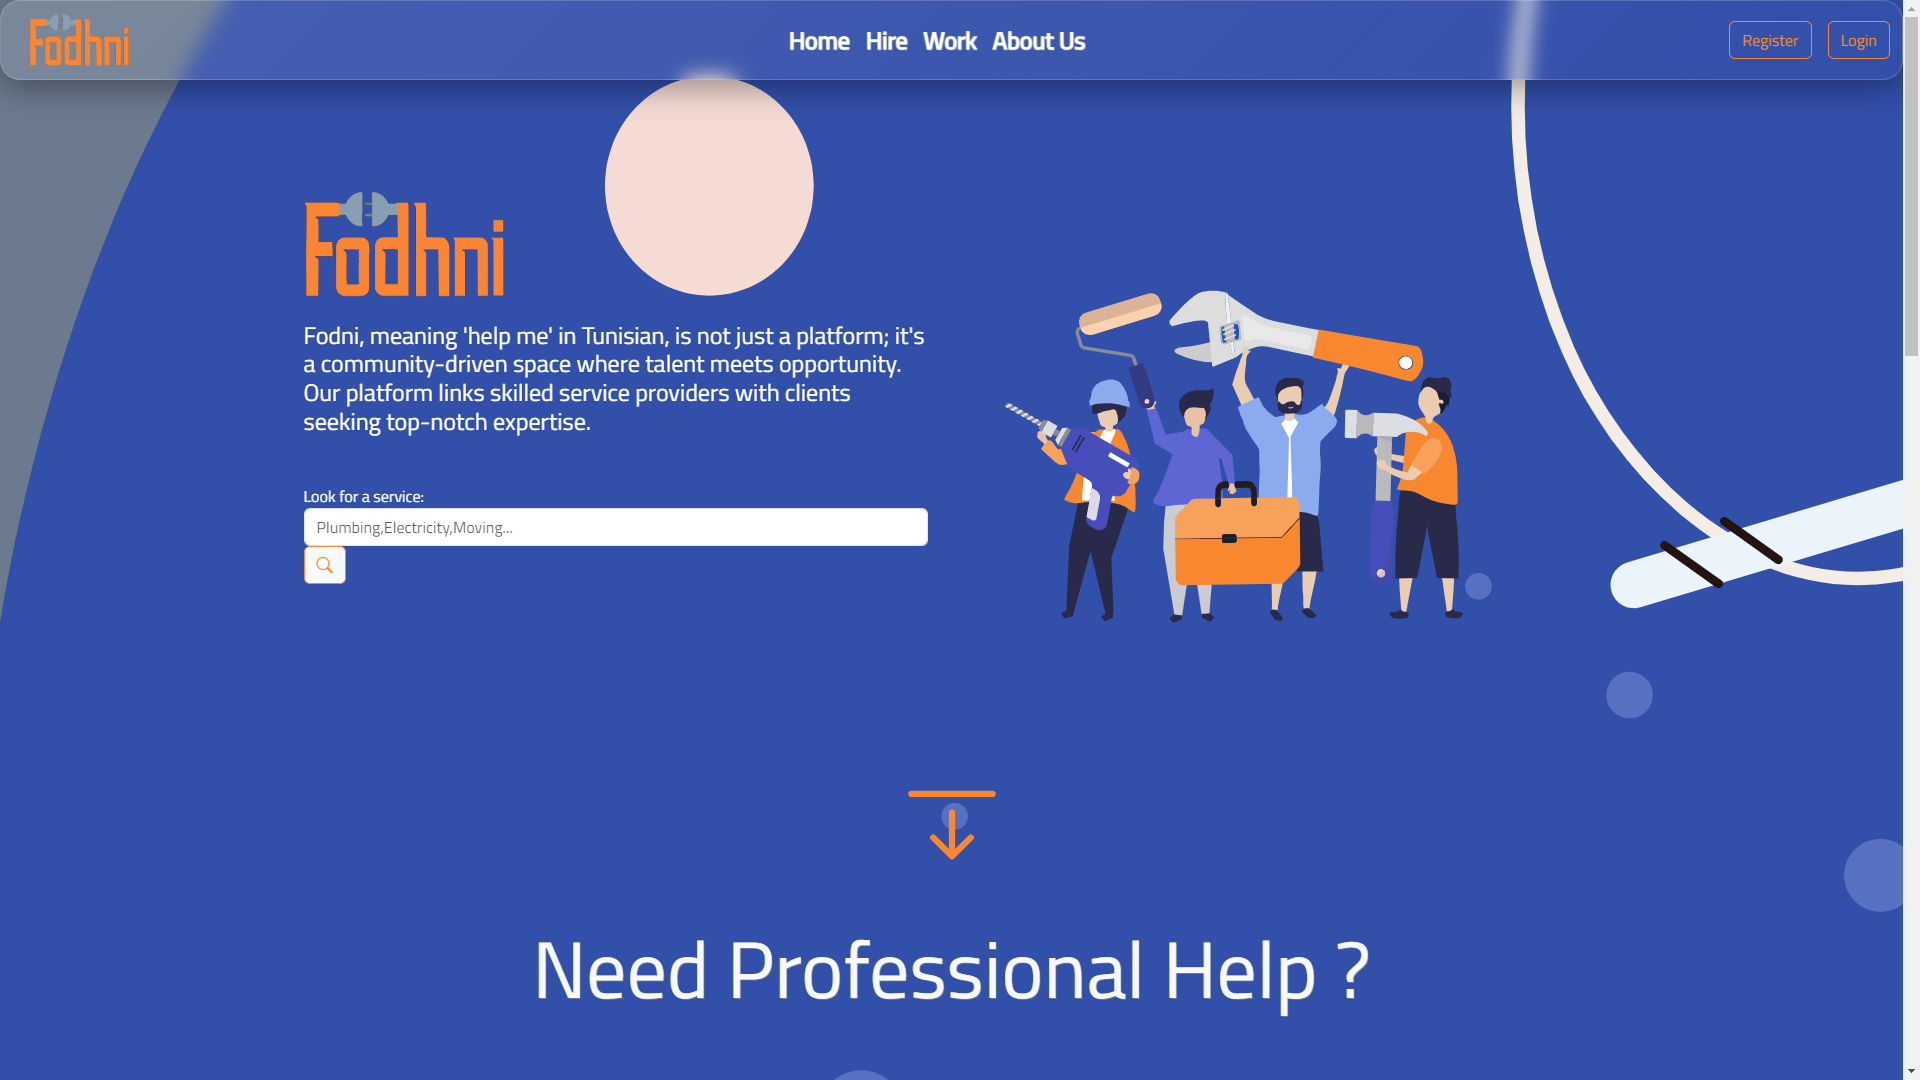 Fodhni
Home Hire Work About Us
Register Login
Fodhni
Fodni, meaning 'help me' in Tunisian, is not just a platform; it's
a community-driven space where talent meets opportunity.
Our platform links skilled service providers with clients
seeking top-notch expertise.
Look for a service:
Plumbing,Electricity,Moving...
Need Professional Help ?